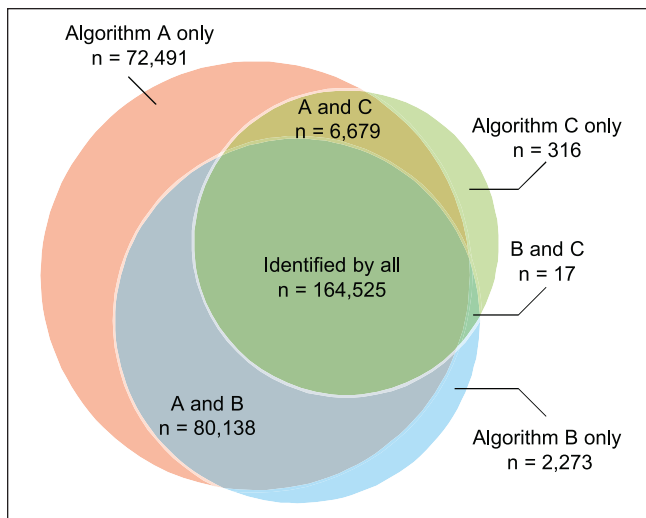 Algorithm A only
n = 72,491
A and C
n = 6,679
Algorithm C only
n = 316
B and C
n = 17
Identified by all
n = 164,525
A and B
n = 80,138
Algorithm B only
n = 2,273